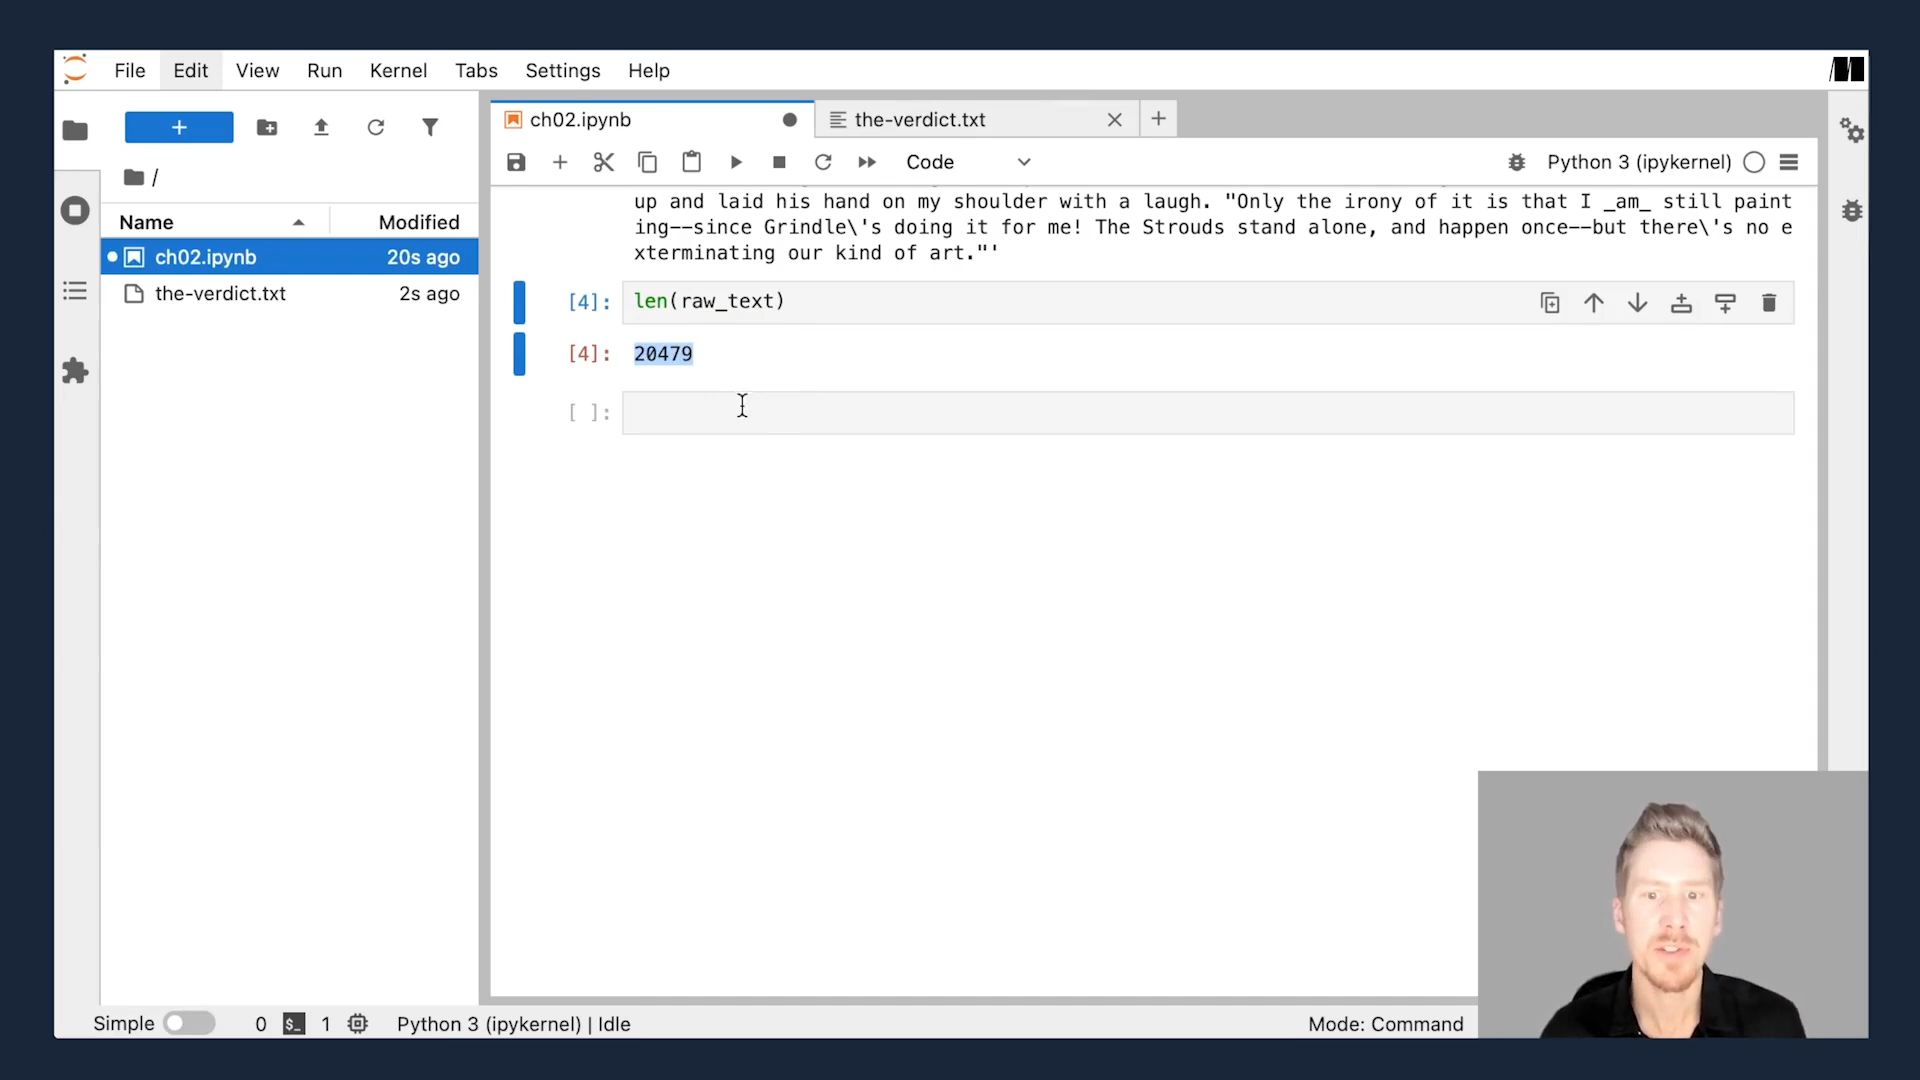 File Edit View Run Kernel Tabs Settings Help
ch02.ipynb
the-verdict.txt
Code
Python 3 (ipykernel)
/
Name Modified
ch02.ipynb 20s ago
the-verdict.txt 2s ago
up and laid his hand on my shoulder with a laugh. "Only the irony of it is that I _am_ still paint
ing--since Grindle\'s doing it for me! The Strouds stand alone, and happen once--but there\'s no e
xterminating our kind of art."'
[4]: len(raw_text)
[4]: 20479
[ ]:
Simple 0 $_ 1 Python 3 (ipykernel) | Idle Mode: Command